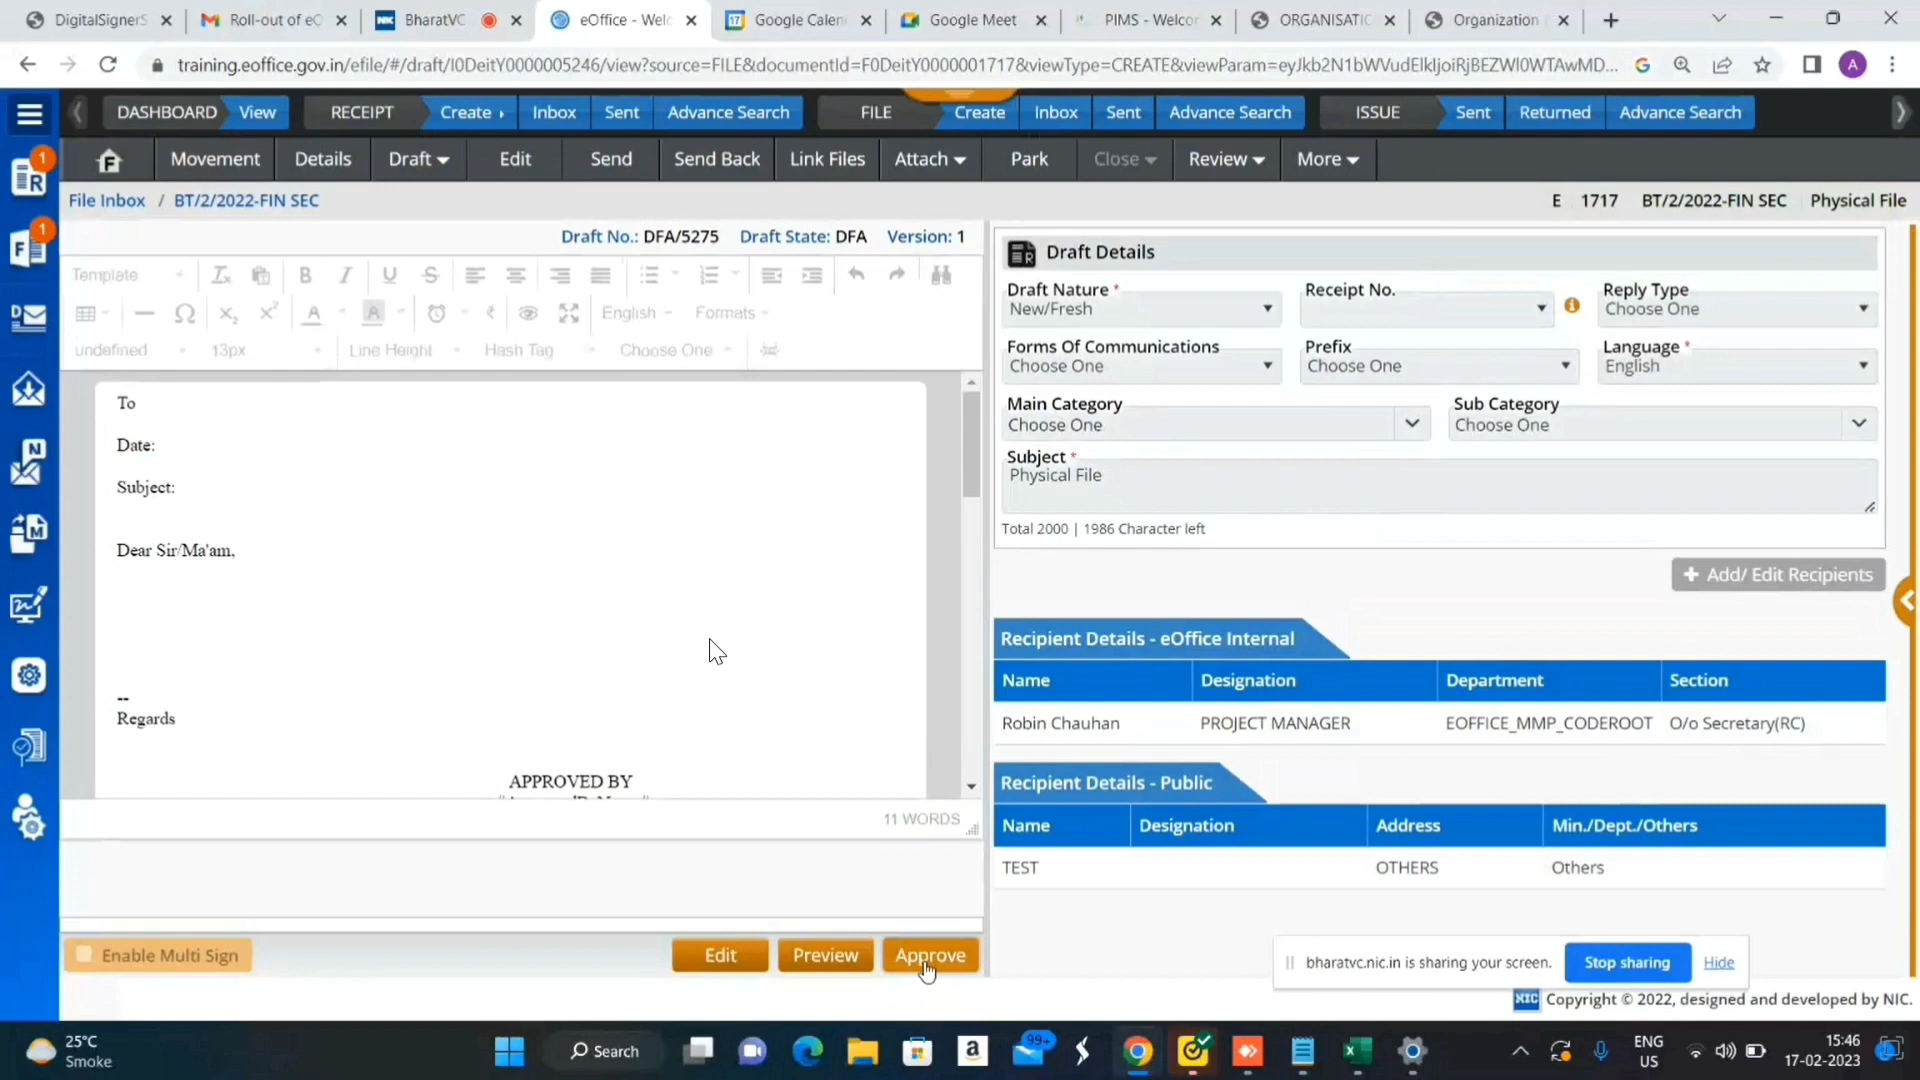 DigitalSignerS
Roll-out of eO
BharatVC
eOffice - Welc
Google Calen
Google Meet
PIMS - Welcor
ORGANISATIO
Organization
training.eoffice.gov.in/efile/#/draft/I0DeitY0000005246/view?source=FILE&documentId=F0DeitY0000001717&viewType=CREATE&viewParam=eyJkb2N1bWVudElkIjoiRjBEZWl0WTAwMD...
A
DASHBOARD View RECEIPT Create Inbox Sent Advance Search FILE Create Inbox Sent Advance Search ISSUE Sent Returned Advance Search
Movement Details Draft Edit Send Send Back Link Files Attach Park Close Review More
File Inbox / BT/2/2022-FIN SEC
E 1717 BT/2/2022-FIN SEC Physical File
Draft No.: DFA/5275 Draft State: DFA Version: 1
Template
English Formats
undefined 13px Line Height Hash Tag Choose One
To
Date:
Subject:
Dear Sir/Ma'am,
--
Regards
APPROVED BY
11 WORDS
Enable Multi Sign
Edit Preview Approve
Draft Details
Draft Nature * Receipt No. Reply Type
New/Fresh Choose One
Forms Of Communications Prefix Language *
Choose One Choose One English
Main Category Sub Category
Choose One Choose One
Subject *
Physical File
Total 2000 | 1986 Character left
+ Add/ Edit Recipients
Recipient Details - eOffice Internal
Name Designation Department Section
Robin Chauhan PROJECT MANAGER EOFFICE_MMP_CODEROOT O/o Secretary(RC)
Recipient Details - Public
Name Designation Address Min./Dept./Others
TEST OTHERS Others
bharatvc.nic.in is sharing your screen. Stop sharing Hide
NIC Copyright © 2022, designed and developed by NIC.
25°C
Smoke
Search
99+
ENG
US
15:46
17-02-2023